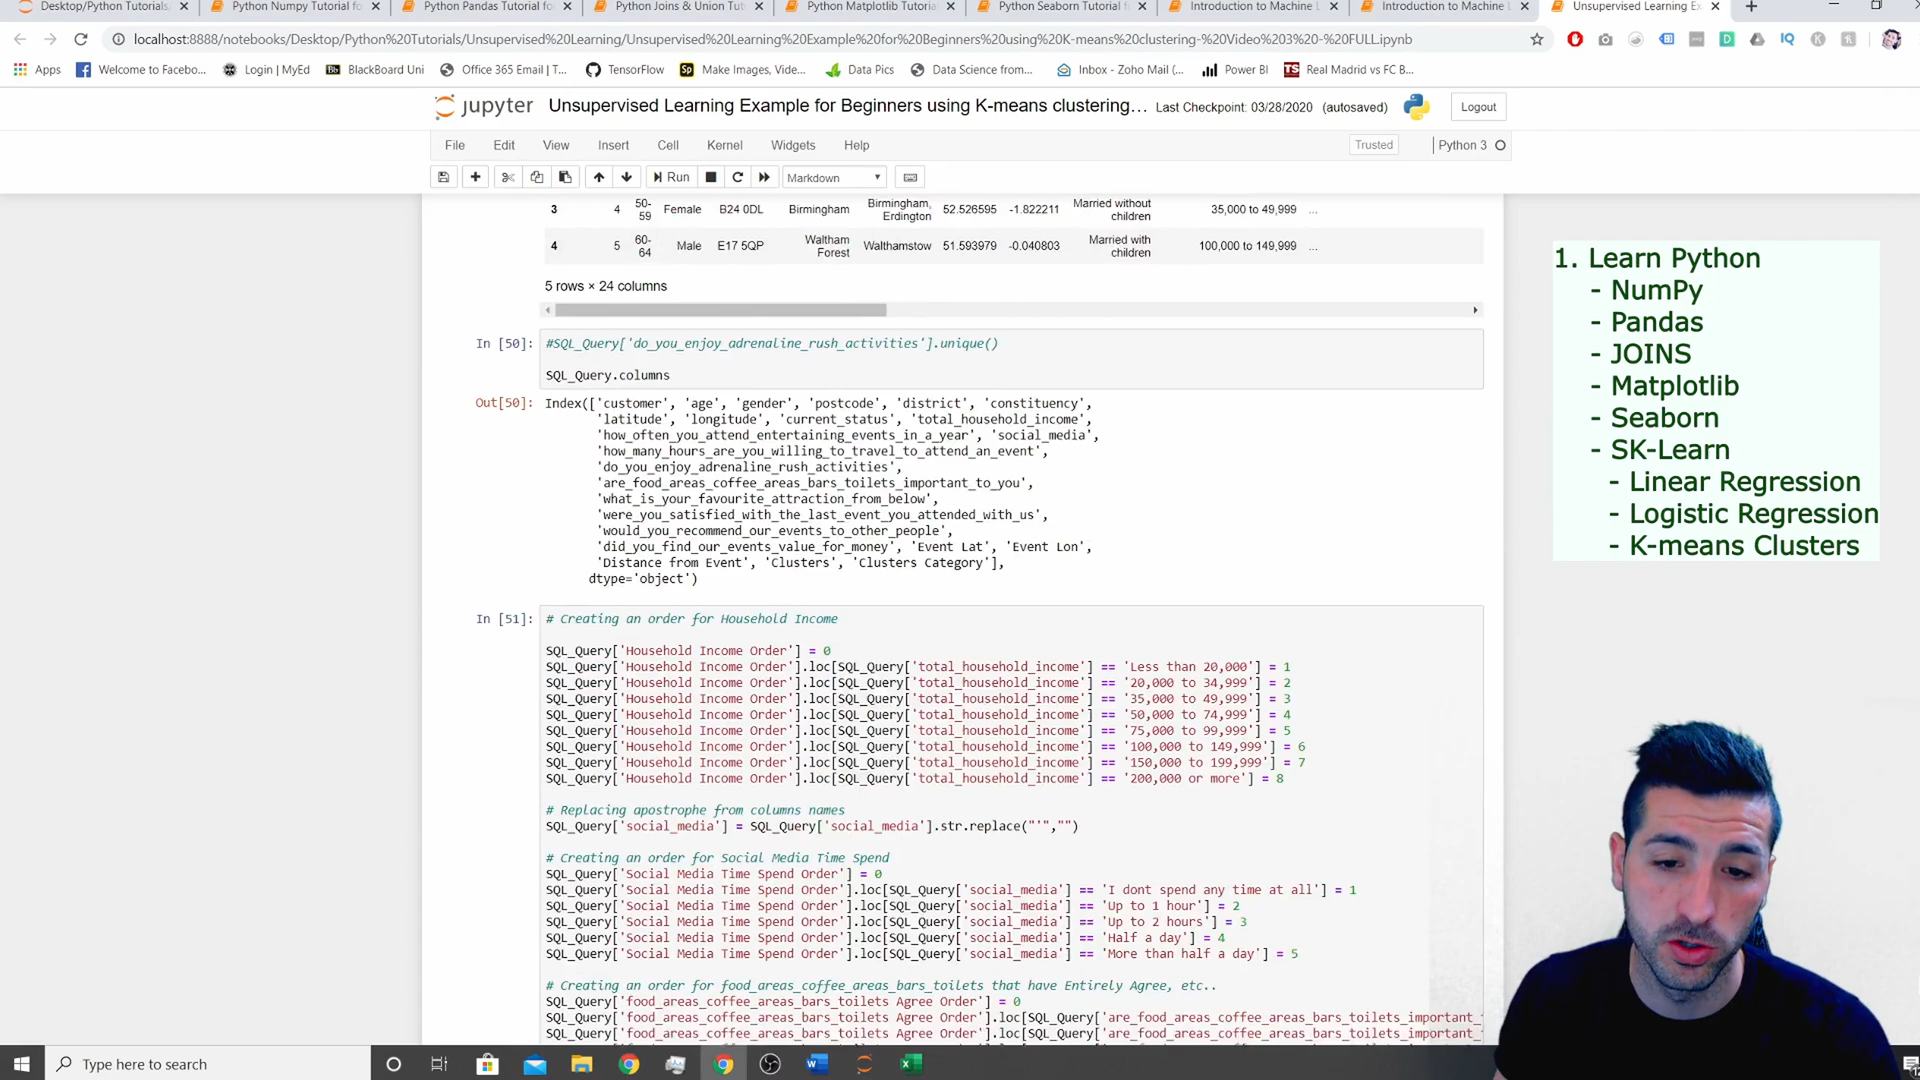 Desktop/Python Tutorials/ Python Numpy Tutorial for Python Pandas Tutorial fo Python Joins & Union Tut Python Matplotlib Tutoria Python Seaborn Tutorial f Introduction to Machine L Introduction to Machine L Unsupervised Learning Ex
localhost:8888/notebooks/Desktop/Python%20Tutorials/Unsupervised%20Learning/Unsupervised%20Learning%20Example%20for%20Beginners%20using%20K-means%20clustering-%20Video%203%20-%20FULL.ipynb
Apps Welcome to Facebo... Login | MyEd BlackBoard Uni Office 365 Email | T... TensorFlow Make Images, Vide... Data Pics Data Science from... Inbox - Zoho Mail (... Power BI Real Madrid vs FC B...
jupyter Unsupervised Learning Example for Beginners using K-means clustering... Last Checkpoint: 03/28/2020 (autosaved) Logout
File Edit View Insert Cell Kernel Widgets Help Trusted Python 3
Run Markdown
3 4 50-59 Female B24 0DL Birmingham Birmingham, Erdington 52.526595 -1.822211 Married without children 35,000 to 49,999 ...
4 5 60-64 Male E17 5QP Waltham Forest Walthamstow 51.593979 -0.040803 Married with children 100,000 to 149,999 ...
5 rows × 24 columns
In [50]: #SQL_Query['do_you_enjoy_adrenaline_rush_activities'].unique()
SQL_Query.columns
Out[50]: Index(['customer', 'age', 'gender', 'postcode', 'district', 'constituency',
'latitude', 'longitude', 'current_status', 'total_household_income',
'how_often_you_attend_entertaining_events_in_a_year', 'social_media',
'how_many_hours_are_you_willing_to_travel_to_attend_an_event',
'do_you_enjoy_adrenaline_rush_activities',
'are_food_areas_coffee_areas_bars_toilets_important_to_you',
'what_is_your_favourite_attraction_from_below',
'were_you_satisfied_with_the_last_event_you_attended_with_us',
'would_you_recommend_our_events_to_other_people',
'did_you_find_our_events_value_for_money', 'Event Lat', 'Event Lon',
'Distance from Event', 'Clusters', 'Clusters Category'],
dtype='object')
In [51]: # Creating an order for Household Income
SQL_Query['Household Income Order'] = 0
SQL_Query['Household Income Order'].loc[SQL_Query['total_household_income'] == 'Less than 20,000'] = 1
SQL_Query['Household Income Order'].loc[SQL_Query['total_household_income'] == '20,000 to 34,999'] = 2
SQL_Query['Household Income Order'].loc[SQL_Query['total_household_income'] == '35,000 to 49,999'] = 3
SQL_Query['Household Income Order'].loc[SQL_Query['total_household_income'] == '50,000 to 74,999'] = 4
SQL_Query['Household Income Order'].loc[SQL_Query['total_household_income'] == '75,000 to 99,999'] = 5
SQL_Query['Household Income Order'].loc[SQL_Query['total_household_income'] == '100,000 to 149,999'] = 6
SQL_Query['Household Income Order'].loc[SQL_Query['total_household_income'] == '150,000 to 199,999'] = 7
SQL_Query['Household Income Order'].loc[SQL_Query['total_household_income'] == '200,000 or more'] = 8
# Replacing apostrophe from columns names
SQL_Query['social_media'] = SQL_Query['social_media'].str.replace("'","")
# Creating an order for Social Media Time Spend
SQL_Query['Social Media Time Spend Order'] = 0
SQL_Query['Social Media Time Spend Order'].loc[SQL_Query['social_media'] == 'I dont spend any time at all'] = 1
SQL_Query['Social Media Time Spend Order'].loc[SQL_Query['social_media'] == 'Up to 1 hour'] = 2
SQL_Query['Social Media Time Spend Order'].loc[SQL_Query['social_media'] == 'Up to 2 hours'] = 3
SQL_Query['Social Media Time Spend Order'].loc[SQL_Query['social_media'] == 'Half a day'] = 4
SQL_Query['Social Media Time Spend Order'].loc[SQL_Query['social_media'] == 'More than half a day'] = 5
# Creating an order for food_areas_coffee_areas_bars_toilets that have Entirely Agree, etc..
SQL_Query['food_areas_coffee_areas_bars_toilets Agree Order'] = 0
SQL_Query['food_areas_coffee_areas_bars_toilets Agree Order'].loc[SQL_Query['are_food_areas_coffee_areas_bars_toilets_important_
SQL_Query['food_areas_coffee_areas_bars_toilets Agree Order'].loc[SQL_Query['are_food_areas_coffee_areas_bars_toilets_important_
1. Learn Python
- NumPy
- Pandas
- JOINS
- Matplotlib
- Seaborn
- SK-Learn
- Linear Regression
- Logistic Regression
- K-means Clusters
Type here to search